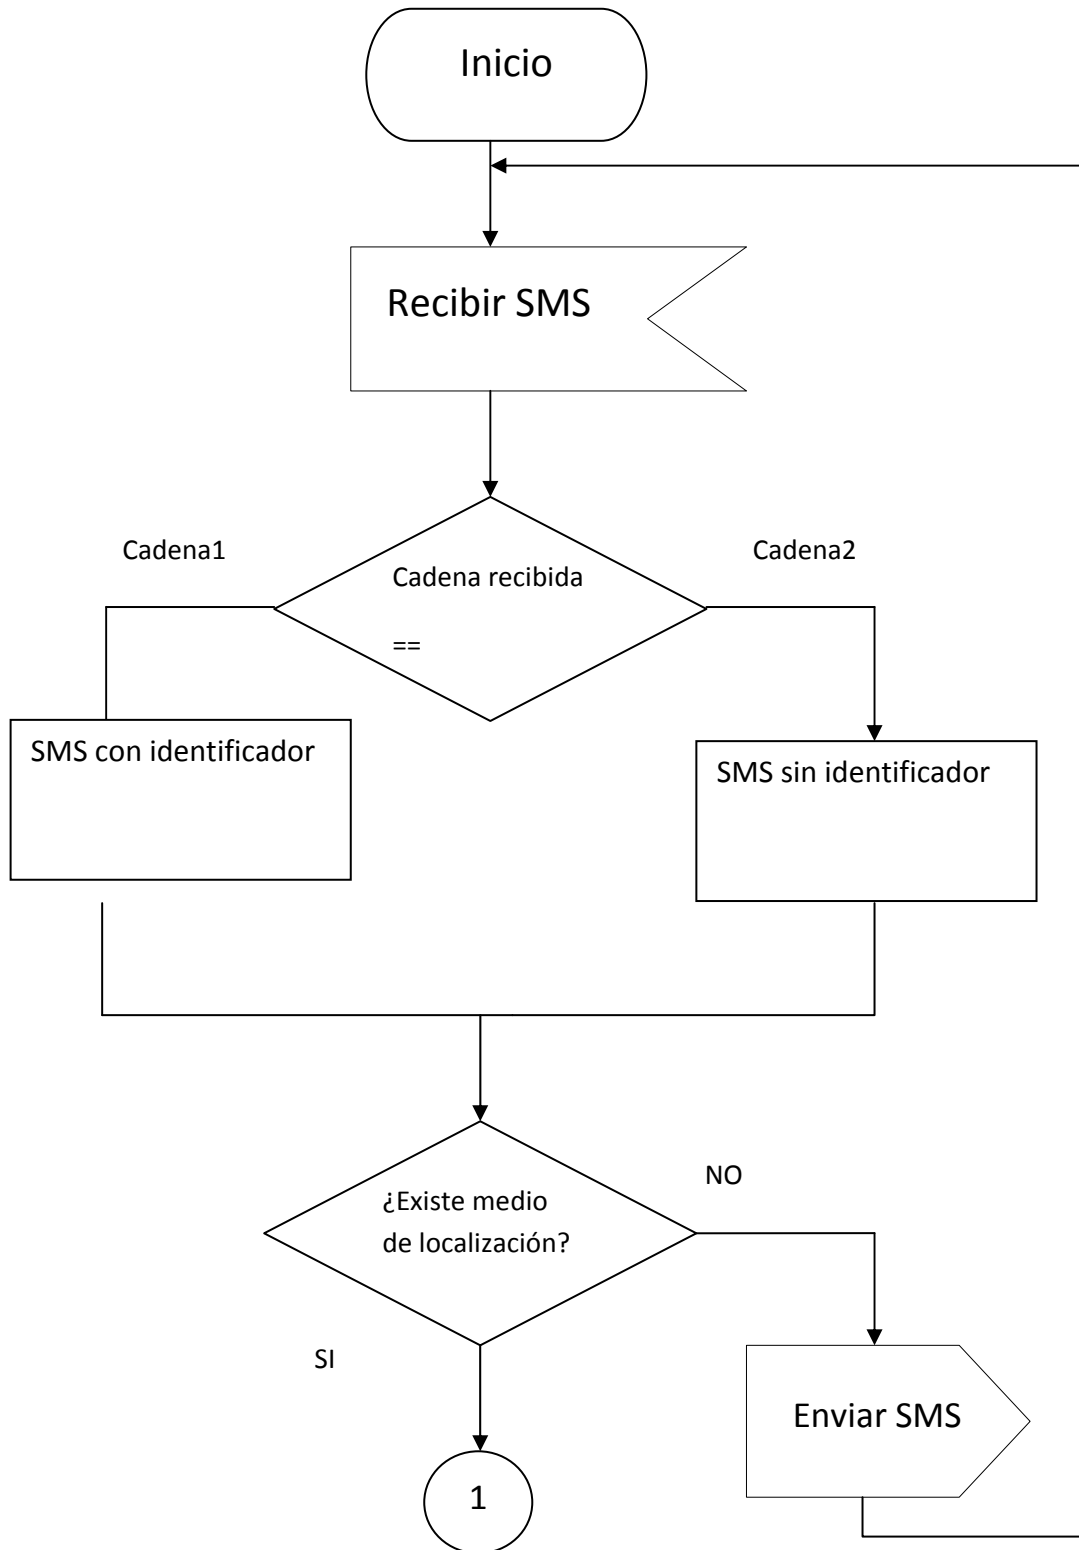 Inicio
Recibir SMS
Cadena1
Cadena2
Cadena recibida
==
SMS con identificador
SMS sin identificador
¿Existe medio
de localización?
NO
SI
Enviar SMS
1